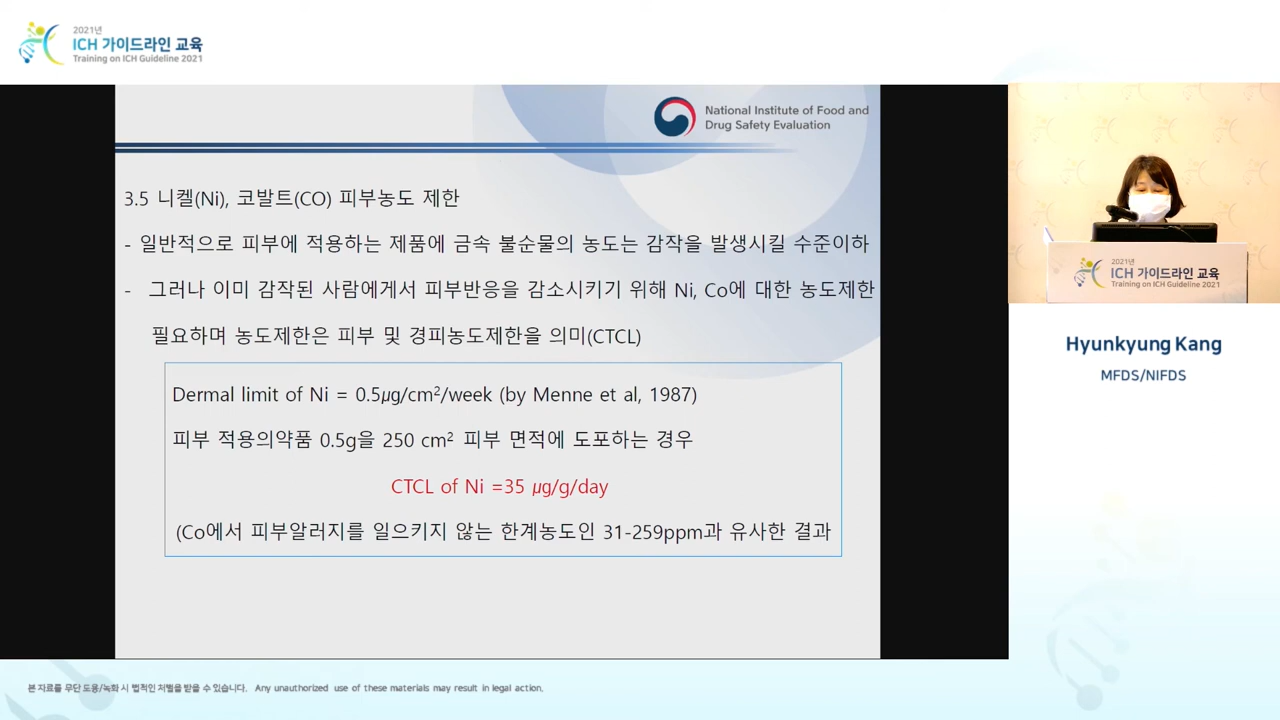 2021년
ICH 가이드라인 교육
Training on ICH Guideline 2021
National Institute of Food and
Drug Safety Evaluation
3.5 니켈(Ni), 코발트(CO) 피부농도 제한
- 일반적으로 피부에 적용하는 제품에 금속 불순물의 농도는 감작을 발생시킬 수준이하
- 그러나 이미 감작된 사람에게서 피부반응을 감소시키기 위해 Ni, Co에 대한 농도제한
필요하며 농도제한은 피부 및 경피농도제한을 의미(CTCL)
Dermal limit of Ni = 0.5µg/cm²/week (by Menne et al, 1987)
피부 적용의약품 0.5g을 250 cm² 피부 면적에 도포하는 경우
CTCL of Ni =35 µg/g/day
(Co에서 피부알러지를 일으키지 않는 한계농도인 31-259ppm과 유사한 결과
2021년
ICH 가이드라인 교육
Training on ICH Guideline 2021
Hyunkyung Kang
MFDS/NIFDS
본 자료를 무단 도용/녹화 시 법적인 처벌을 받을 수 있습니다. Any unauthorized use of these materials may result in legal action.